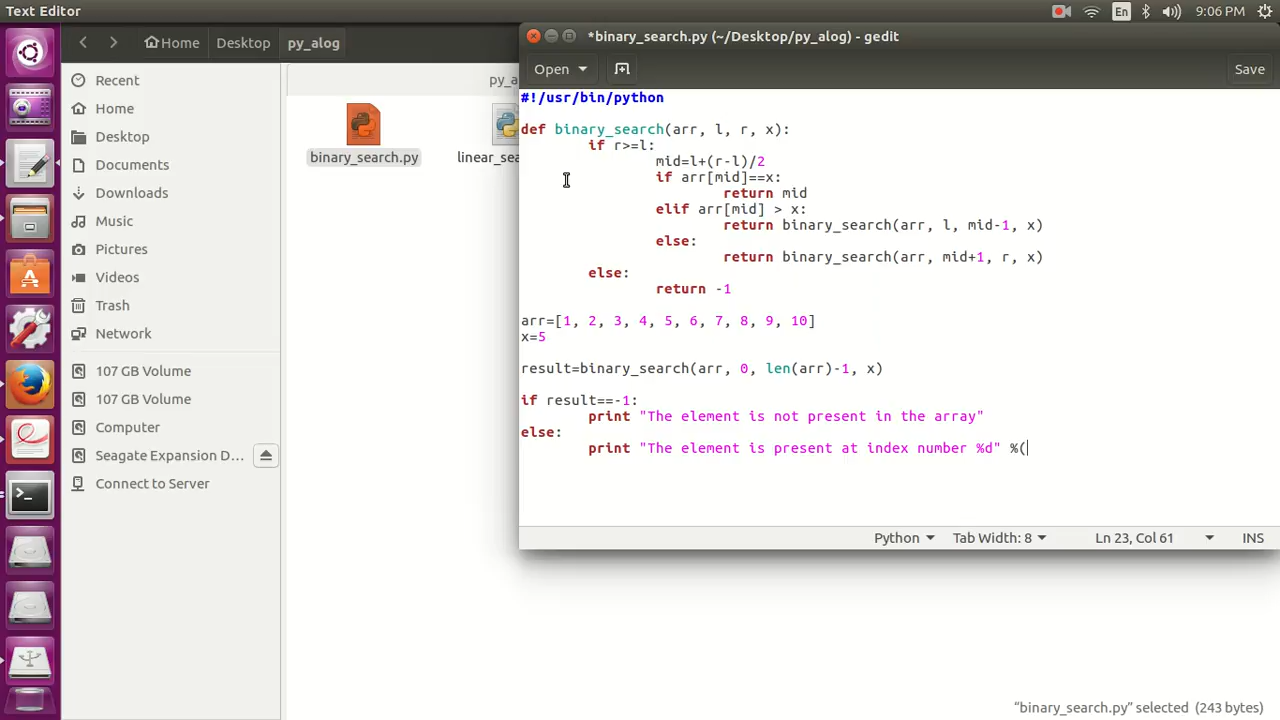 Text Editor
En
9:06 PM
Home
Desktop
py_alog
*binary_search.py (~/Desktop/py_alog) - gedit
Recent
Home
Desktop
Documents
Downloads
Music
Pictures
Videos
Trash
Network
107 GB Volume
107 GB Volume
Computer
Seagate Expansion D…
Connect to Server
py_a
binary_search.py
linear_sea
Open
Save
#!/usr/bin/python
def binary_search(arr, l, r, x):
if r>=l:
mid=l+(r-l)/2
if arr[mid]==x:
return mid
elif arr[mid] > x:
return binary_search(arr, l, mid-1, x)
else:
return binary_search(arr, mid+1, r, x)
else:
return -1
arr=[1, 2, 3, 4, 5, 6, 7, 8, 9, 10]
x=5
result=binary_search(arr, 0, len(arr)-1, x)
if result==-1:
print "The element is not present in the array"
else:
print "The element is present at index number %d" %(
Python
Tab Width: 8
Ln 23, Col 61
INS
“binary_search.py” selected (243 bytes)